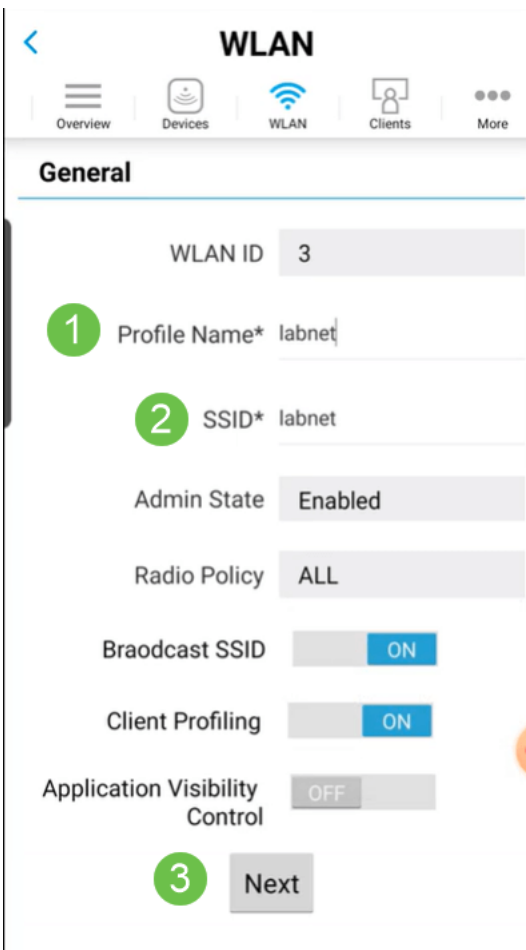 WLAN
Overview Devices WLAN Clients More
General
WLAN ID 3
1 Profile Name* labnet
2 SSID* labnet
Admin State Enabled
Radio Policy ALL
Braodcast SSID ON
Client Profiling ON
Application Visibility
Control OFF
3 Next